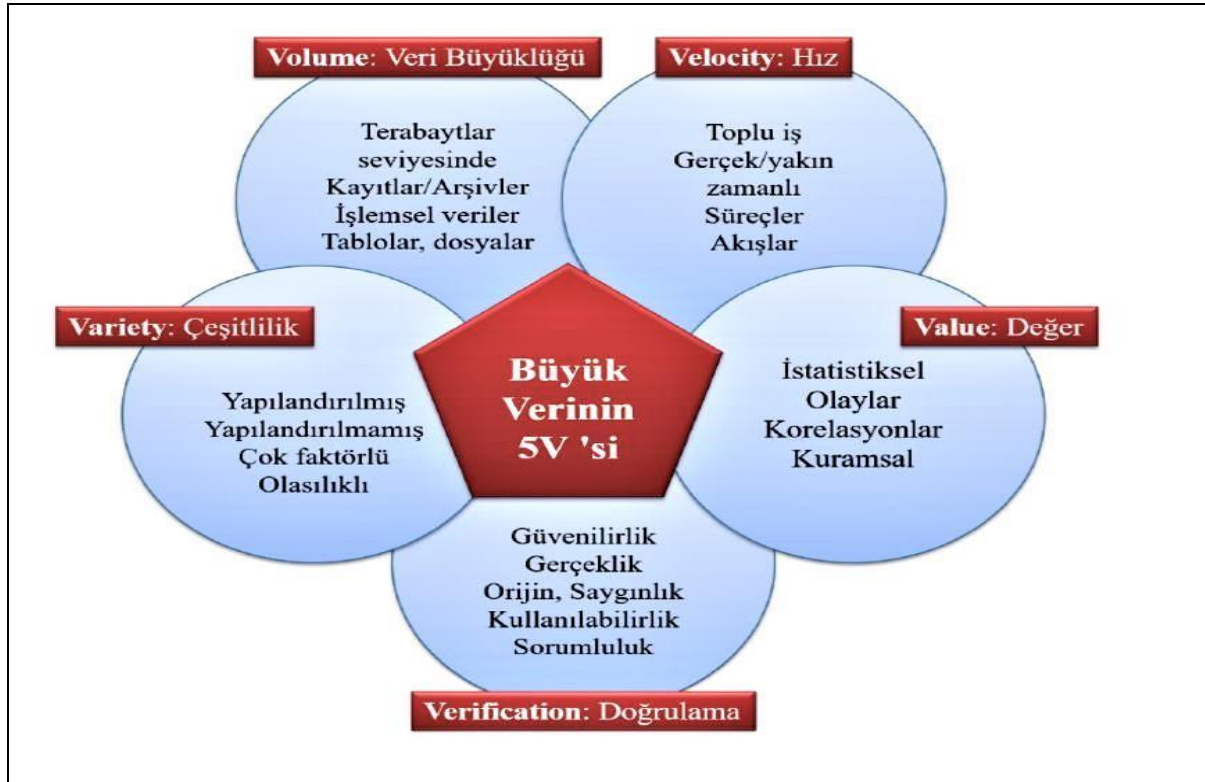 Volume: Veri Büyüklüğü
Terabaytlar
seviyesinde
Kayıtlar/Arşivler
İşlemsel veriler
Tablolar, dosyalar
Velocity: Hız
Toplu iş
Gerçek/yakın
zamanlı
Süreçler
Akışlar
Variety: Çeşitlilik
Yapılandırılmış
Yapılandırılmamış
Çok faktörlü
Olasılıklı
Büyük
Verinin
5V 'si
Value: Değer
İstatistiksel
Olaylar
Korelasyonlar
Kuramsal
Güvenilirlik
Gerçeklik
Orijin, Saygınlık
Kullanılabilirlik
Sorumluluk
Verification: Doğrulama